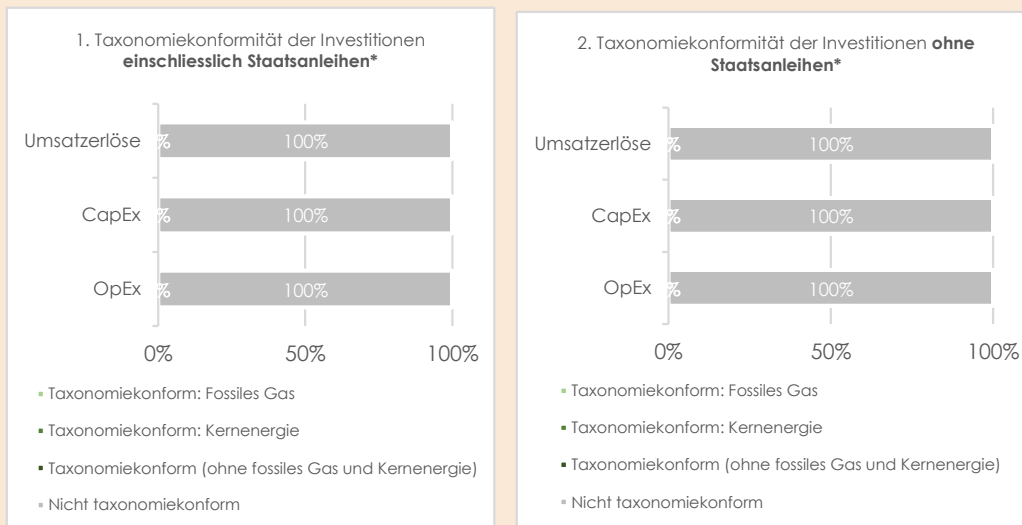 1. Taxonomiekonformität der Investitionen
einschliesslich Staatsanleihen*
Umsatzerlöse
%
100%
CapEx
%
100%
OpEx
%
100%
0%
50%
100%
Taxonomiekonform: Fossiles Gas
Taxonomiekonform: Kernenergie
Taxonomiekonform (ohne fossiles Gas und Kernenergie)
Nicht taxonomiekonform
2. Taxonomiekonformität der Investitionen ohne
Staatsanleihen*
Umsatzerlöse
%
100%
CapEx
%
100%
OpEx
%
100%
0%
50%
100%
Taxonomiekonform: Fossiles Gas
Taxonomiekonform: Kernenergie
Taxonomiekonform (ohne fossiles Gas und Kernenergie)
Nicht taxonomiekonform